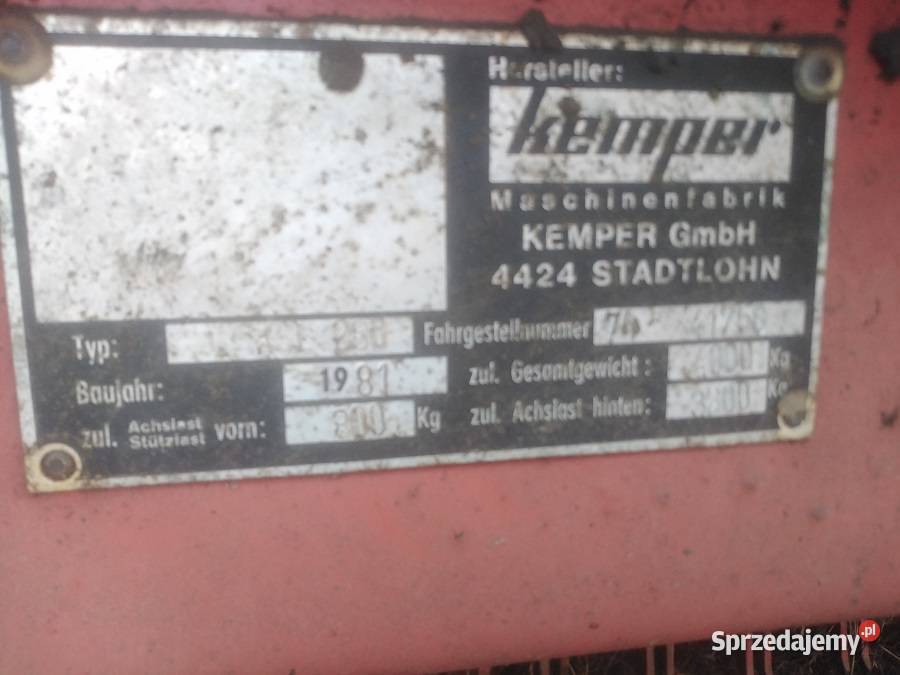 Hersteller:
kemper
Maschinenfabrik
KEMPER GmbH
4424 STADTLOHN
Typ:
Fahrgestellnummer
Baujahr: 1981
zul. Gesamtgewicht: Kg
zul. Achslast Stützlast vorn: 900 Kg
zul. Achslast hinten: Kg
Sprzedajemy.pl